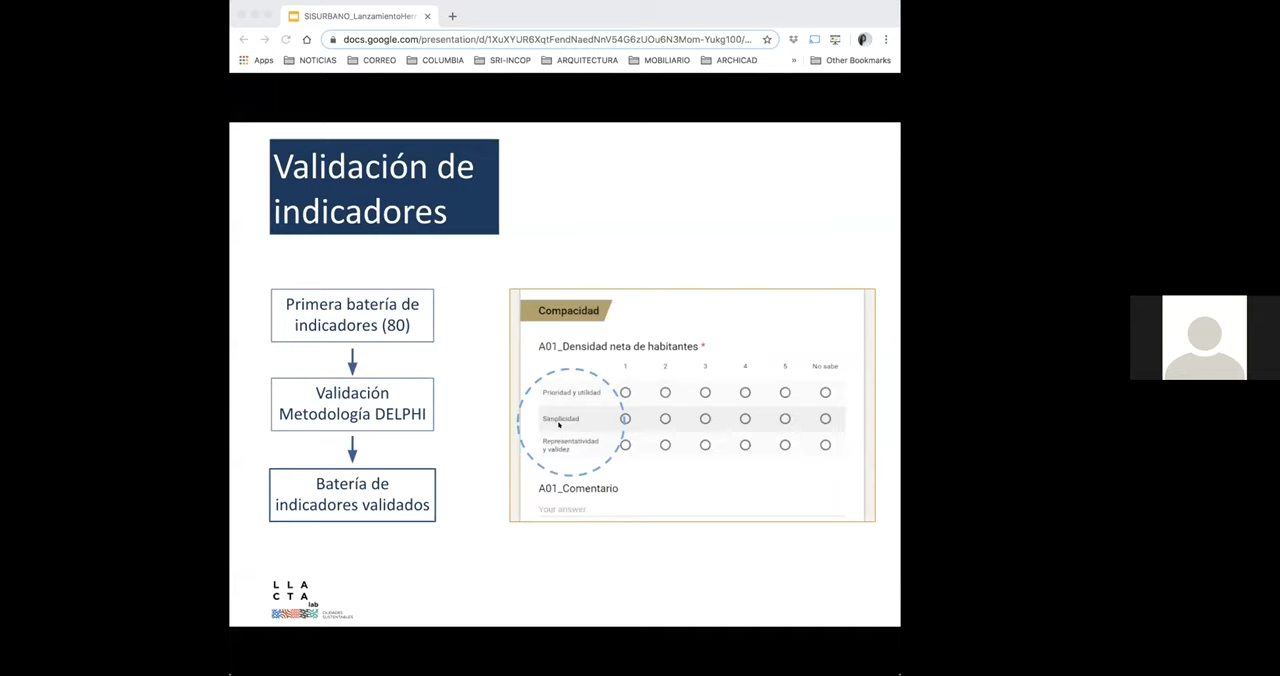 SISURBANO_LanzamientoHer
docs.google.com/presentation/d/1XuXYUR6XqtFendNaedNnV54G6zUOu6N3Mom-Yukg100/...
Apps NOTICIAS CORREO COLUMBIA SRI-INCOP ARQUITECTURA MOBILIARIO ARCHICAD » Other Bookmarks
Validación de
indicadores
Primera batería de
indicadores (80)
Validación
Metodología DELPHI
Batería de
indicadores validados
Compacidad
A01_Densidad neta de habitantes *
1 2 3 4 5 No sabe
Prioridad y utilidad
Simplicidad
Representatividad
y validez
A01_Comentario
Your answer
L L A
C T A
lab
CIUDADES
SUSTENTABLES